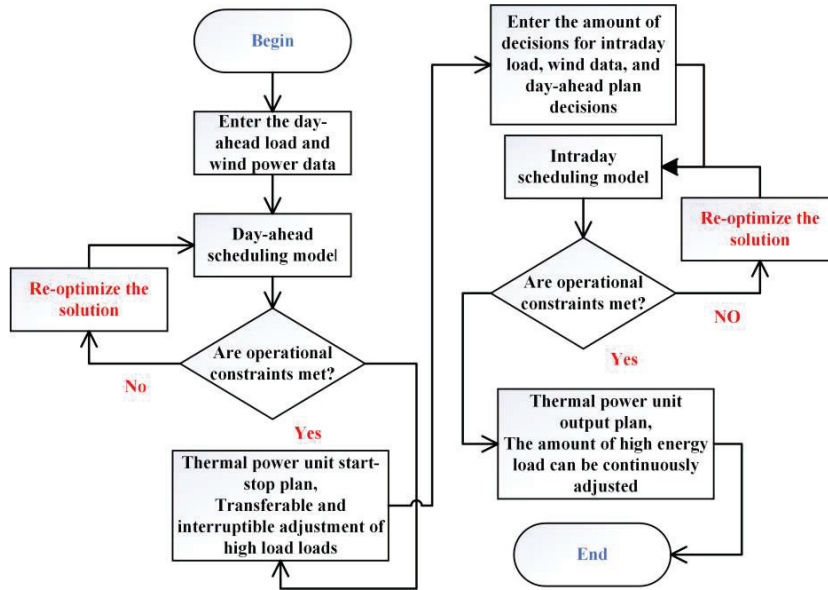 Begin
Enter the day-
ahead load and
wind power data
Day-ahead
scheduling model
Re-optimize the
solution
Are operational
constraints met?
No
Yes
Thermal power unit start-
stop plan,
Transferable and
interruptible adjustment of
high load loads
Enter the amount of
decisions for intraday
load, wind data, and
day-ahead plan
decisions
Intraday
scheduling model
Re-optimize the
solution
Are operational
constraints met?
NO
Yes
Thermal power unit
output plan,
The amount of high energy
load can be continuously
adjusted
End